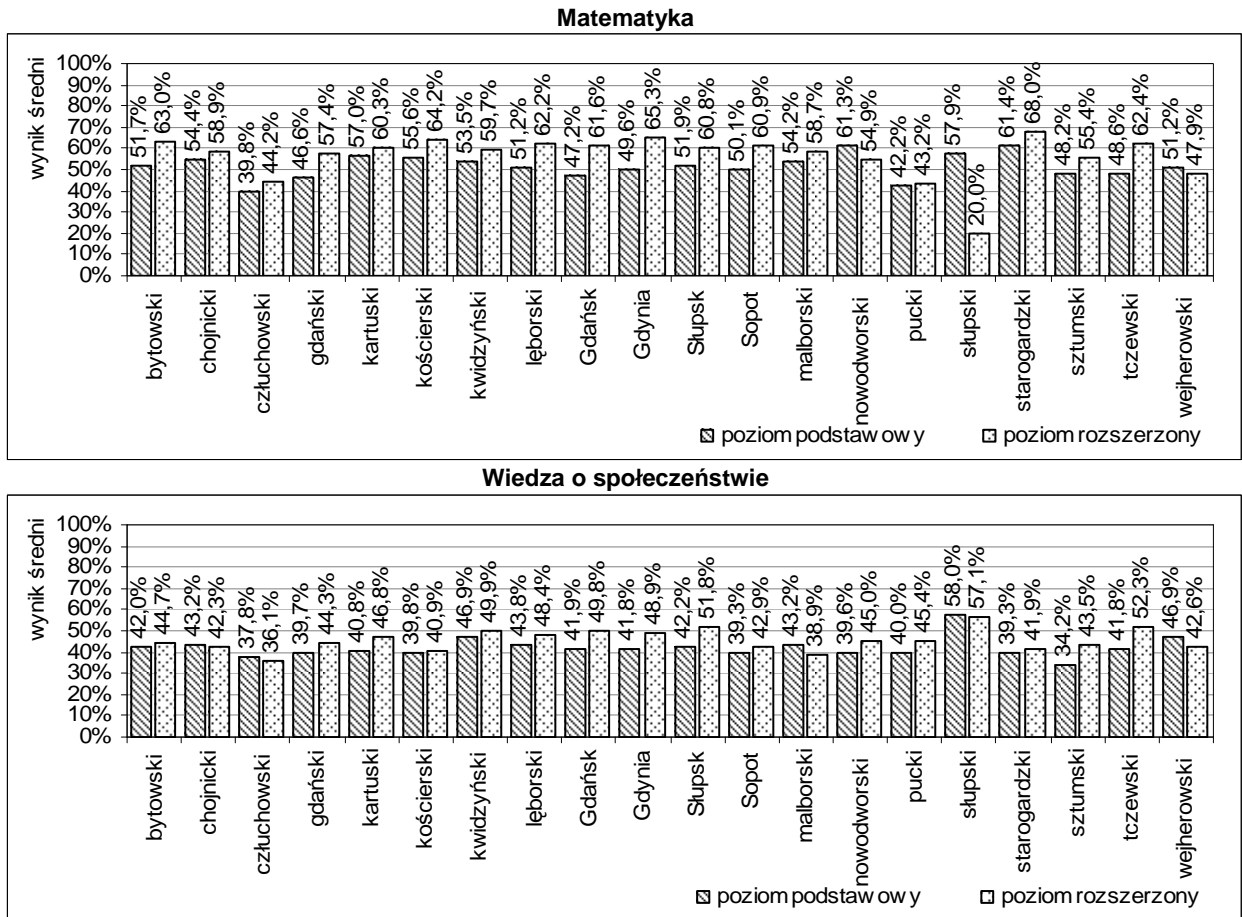 Matematyka
wynik średni
100%
90%
80%
70%
60%
50%
40%
30%
20%
10%
0%
51,7% 63,0% 54,4% 58,9% 39,8% 44,2% 46,6% 57,4% 57,0% 60,3% 55,6% 64,2% 53,5% 59,7% 51,2% 62,2% 47,2% 61,6% 49,6% 65,3% 51,9% 60,8% 50,1% 60,9% 54,2% 58,7% 61,3% 54,9% 42,2% 43,2% 57,9% 20,0% 61,4% 68,0% 48,2% 55,4% 48,6% 62,4% 51,2% 47,9%
bytowski chojnicki człuchowski gdański kartuski kościerski kwidzyński lęborski Gdańsk Gdynia Słupsk Sopot malborski nowodworski pucki słupski starogardzki sztumski tczewski wejherowski
poziom podstawowy poziom rozszerzony
Wiedza o społeczeństwie
wynik średni
100%
90%
80%
70%
60%
50%
40%
30%
20%
10%
0%
42,0% 44,7% 43,2% 42,3% 37,8% 36,1% 39,7% 44,3% 40,8% 46,8% 39,8% 40,9% 46,9% 49,9% 43,8% 48,4% 41,9% 49,8% 41,8% 48,9% 42,2% 51,8% 39,3% 42,9% 43,2% 38,9% 39,6% 45,0% 40,0% 45,4% 58,0% 57,1% 39,3% 41,9% 34,2% 43,5% 41,8% 52,3% 46,9% 42,6%
bytowski chojnicki człuchowski gdański kartuski kościerski kwidzyński lęborski Gdańsk Gdynia Słupsk Sopot malborski nowodworski pucki słupski starogardzki sztumski tczewski wejherowski
poziom podstawowy poziom rozszerzony